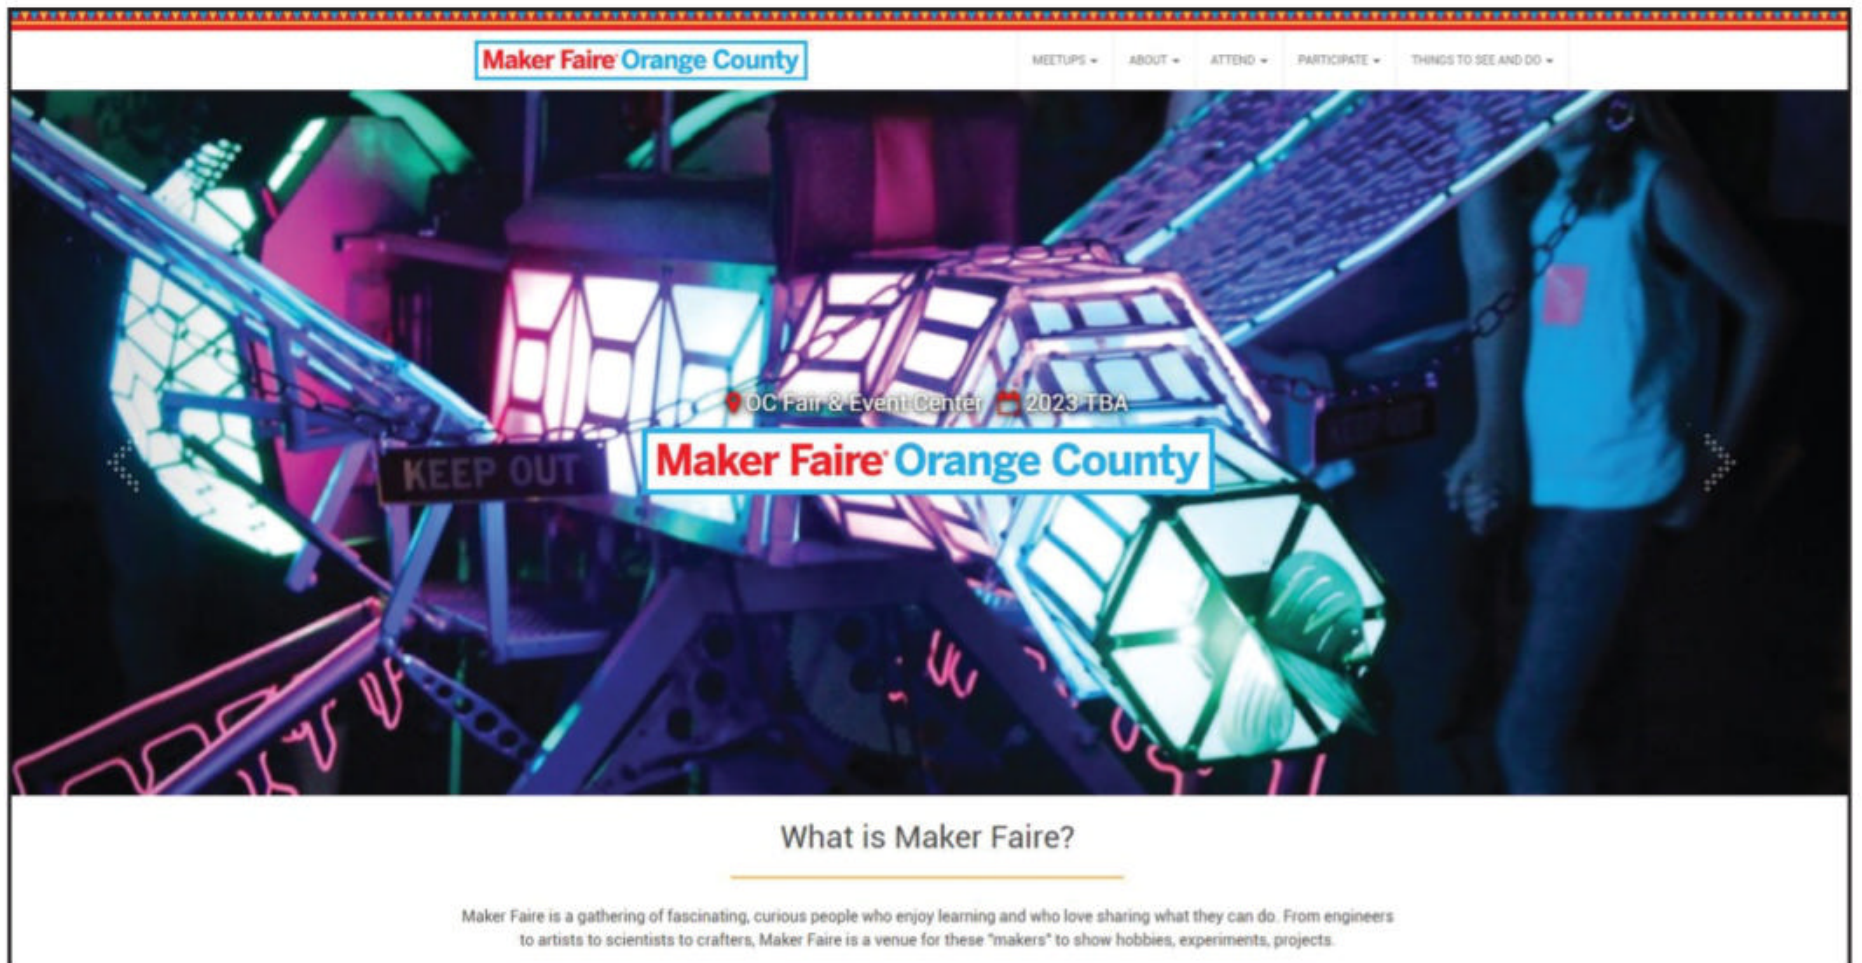 Maker Faire® Orange County
MEETUPS
ABOUT
ATTEND
PARTICIPATE
THINGS TO SEE AND DO
OC Fair & Event Center 2023 TBA
Maker Faire® Orange County
KEEP OUT
KEEP OUT
What is Maker Faire?
Maker Faire is a gathering of fascinating, curious people who enjoy learning and who love sharing what they can do. From engineers
to artists to scientists to crafters, Maker Faire is a venue for these "makers" to show hobbies, experiments, projects.